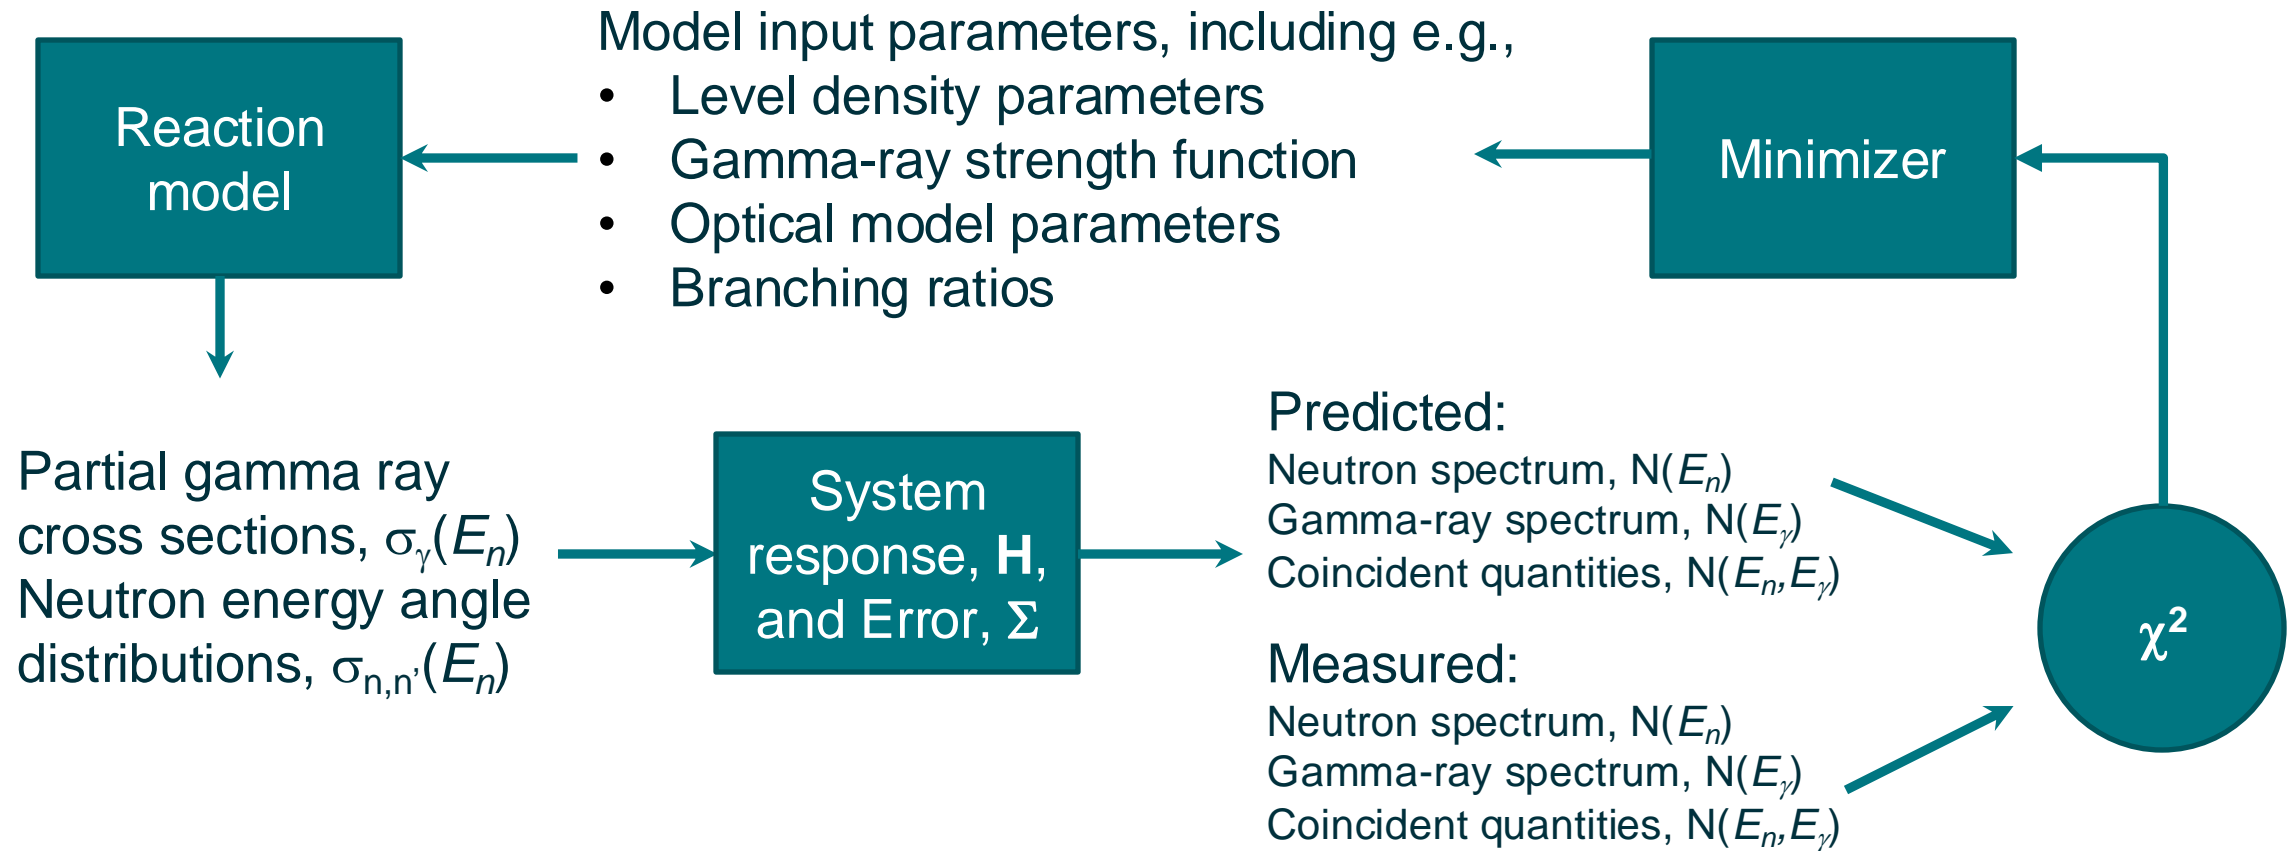 Reaction
model
Model input parameters, including e.g.,
• Level density parameters
• Gamma-ray strength function
• Optical model parameters
• Branching ratios
Minimizer
Partial gamma ray
cross sections, σγ(En)
Neutron energy angle
distributions, σn,n'(En)
System
response, H,
and Error, Σ
Predicted:
Neutron spectrum, N(En)
Gamma-ray spectrum, N(Eγ)
Coincident quantities, N(En,Eγ)
Measured:
Neutron spectrum, N(En)
Gamma-ray spectrum, N(Eγ)
Coincident quantities, N(En,Eγ)
χ²